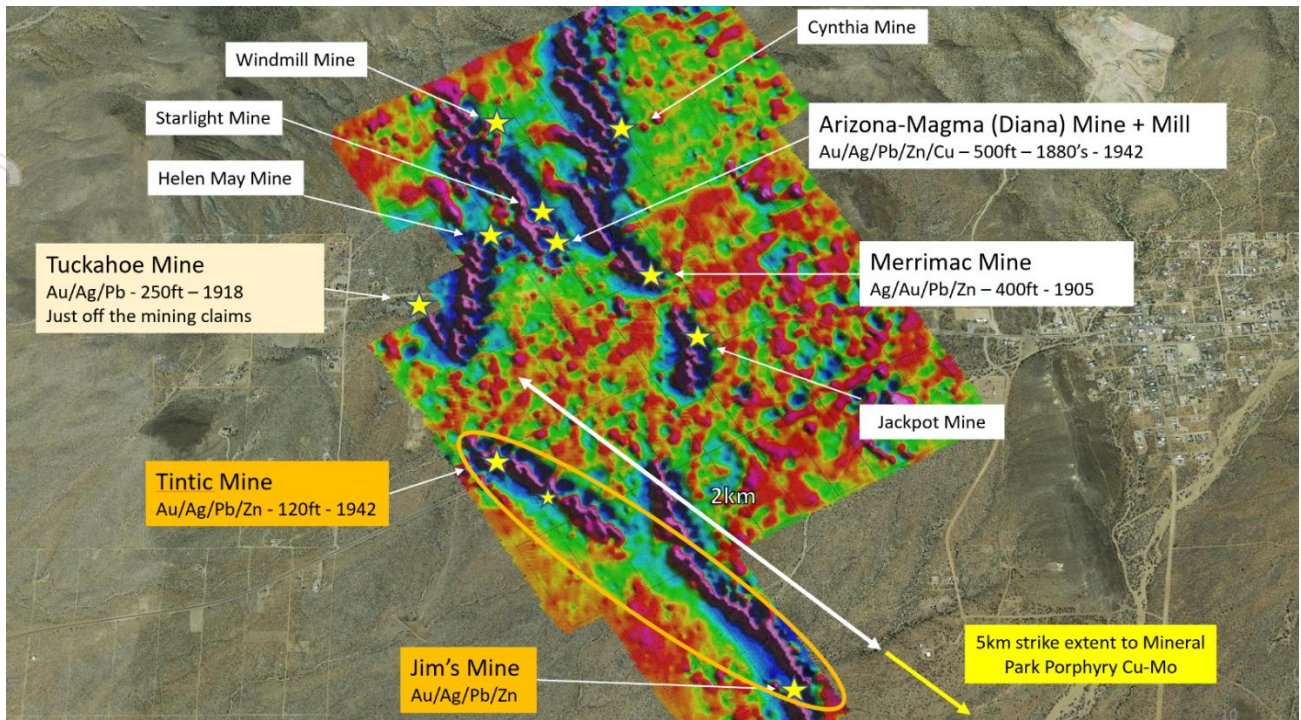 Cynthia Mine
Windmill Mine
Starlight Mine
Arizona-Magma (Diana) Mine + Mill
Au/Ag/Pb/Zn/Cu – 500ft – 1880's - 1942
Helen May Mine
Tuckahoe Mine
Au/Ag/Pb - 250ft – 1918
Just off the mining claims
Merrimac Mine
Ag/Au/Pb/Zn – 400ft - 1905
Jackpot Mine
Tintic Mine
Au/Ag/Pb/Zn - 120ft - 1942
2km
Jim's Mine
Au/Ag/Pb/Zn
5km strike extent to Mineral
Park Porphyry Cu-Mo